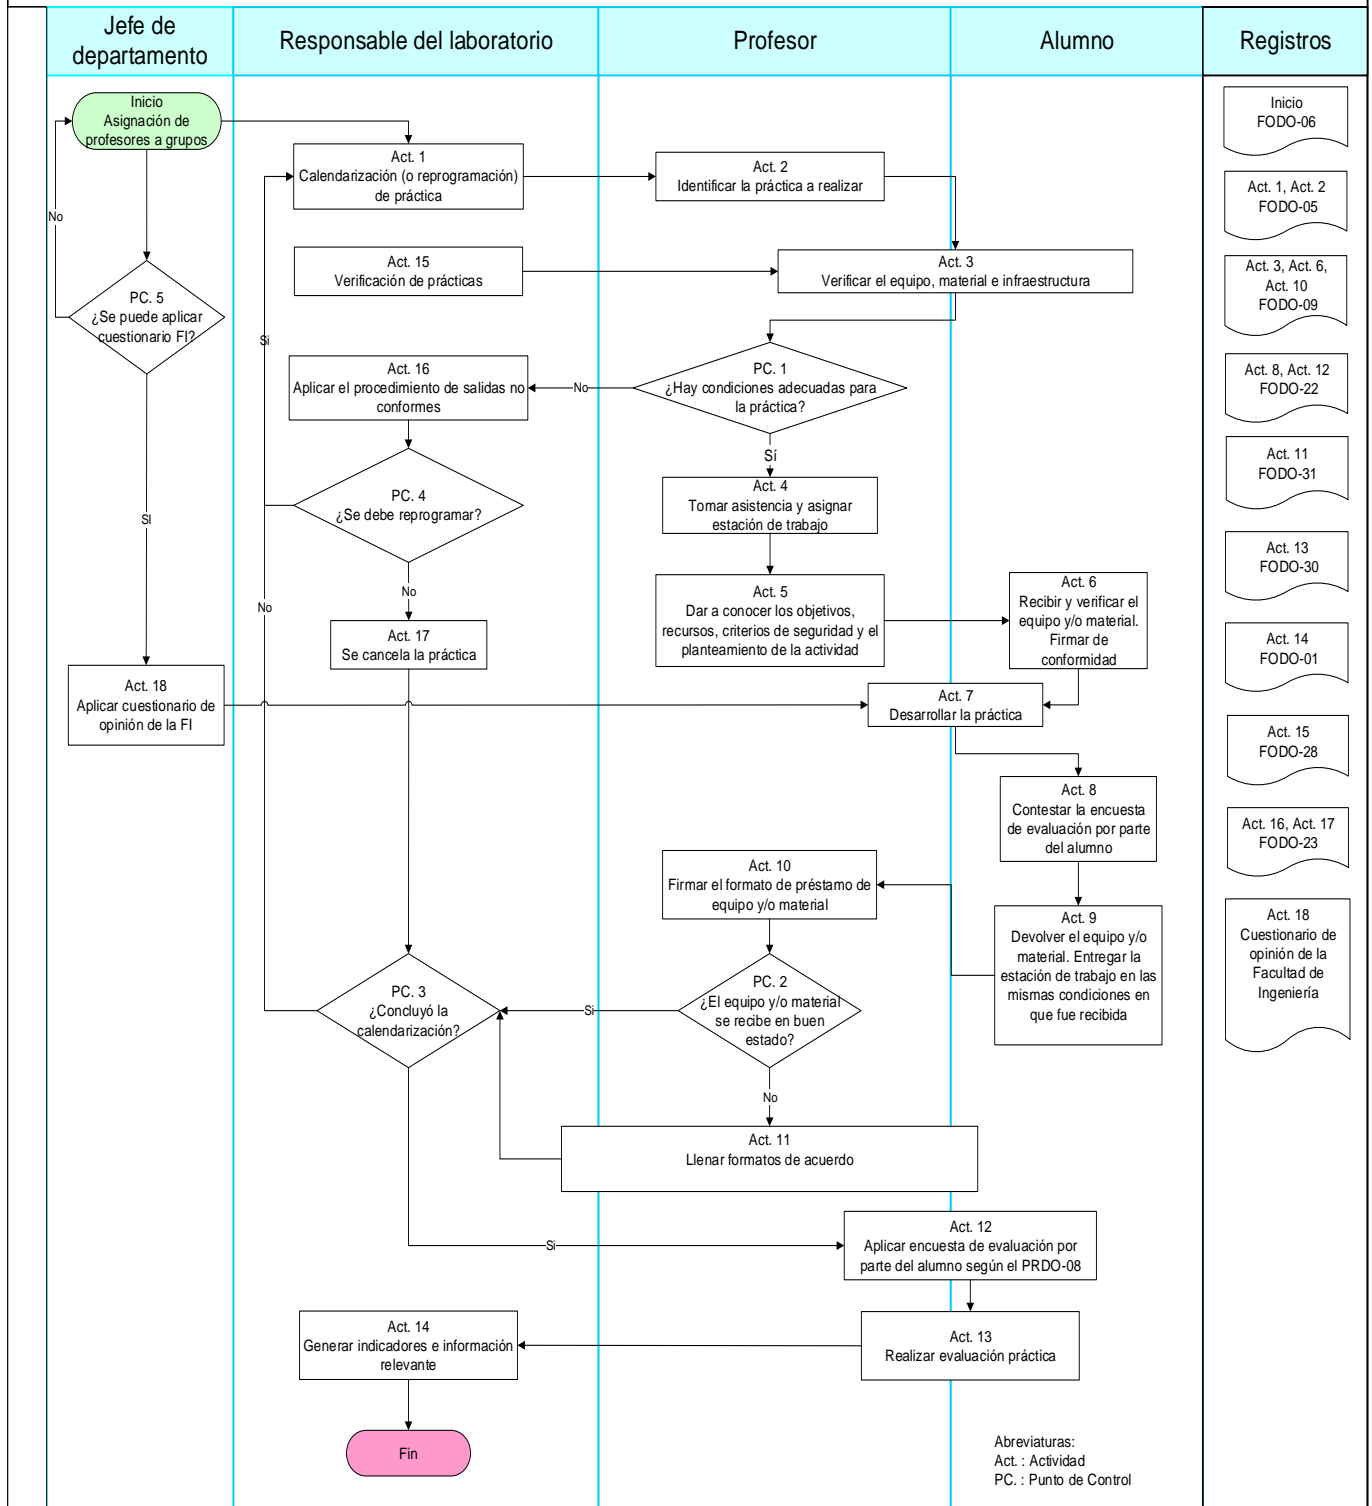 Jefe de
departamento
Responsable del laboratorio
Profesor
Alumno
Registros
Inicio
Asignación de
profesores a grupos
Inicio
FODO-06
Act. 1
Calendarización (o reprogramación)
de práctica
Act. 2
Identificar la práctica a realizar
Act. 1, Act. 2
FODO-05
No
Act. 15
Verificación de prácticas
Act. 3
Verificar el equipo, material e infraestructura
Act. 3, Act. 6,
Act. 10
FODO-09
PC. 5
¿Se puede aplicar
cuestionario FI?
Si
Act. 16
Aplicar el procedimiento de salidas no
conformes
No
PC. 1
¿Hay condiciones adecuadas para
la práctica?
Act. 8, Act. 12
FODO-22
Sí
Act. 11
FODO-31
PC. 4
¿Se debe reprogramar?
Act. 4
Tomar asistencia y asignar
estación de trabajo
SI
Act. 13
FODO-30
No
No
Act. 5
Dar a conocer los objetivos,
recursos, criterios de seguridad y el
planteamiento de la actividad
Act. 6
Recibir y verificar el
equipo y/o material.
Firmar de
conformidad
Act. 17
Se cancela la práctica
Act. 14
FODO-01
Act. 18
Aplicar cuestionario de
opinión de la FI
Act. 7
Desarrollar la práctica
Act. 15
FODO-28
Act. 8
Contestar la encuesta
de evaluación por parte
del alumno
Act. 16, Act. 17
FODO-23
Act. 10
Firmar el formato de préstamo de
equipo y/o material
Act. 9
Devolver el equipo y/o
material. Entregar la
estación de trabajo en las
mismas condiciones en
que fue recibida
Act. 18
Cuestionario de
opinión de la
Facultad de
Ingeniería
PC. 3
¿Concluyó la
calendarización?
Si
PC. 2
¿El equipo y/o material
se recibe en buen
estado?
No
Act. 11
Llenar formatos de acuerdo
Si
Act. 12
Aplicar encuesta de evaluación por
parte del alumno según el PRDO-08
Act. 14
Generar indicadores e información
relevante
Act. 13
Realizar evaluación práctica
Fin
Abreviaturas:
Act. : Actividad
PC. : Punto de Control